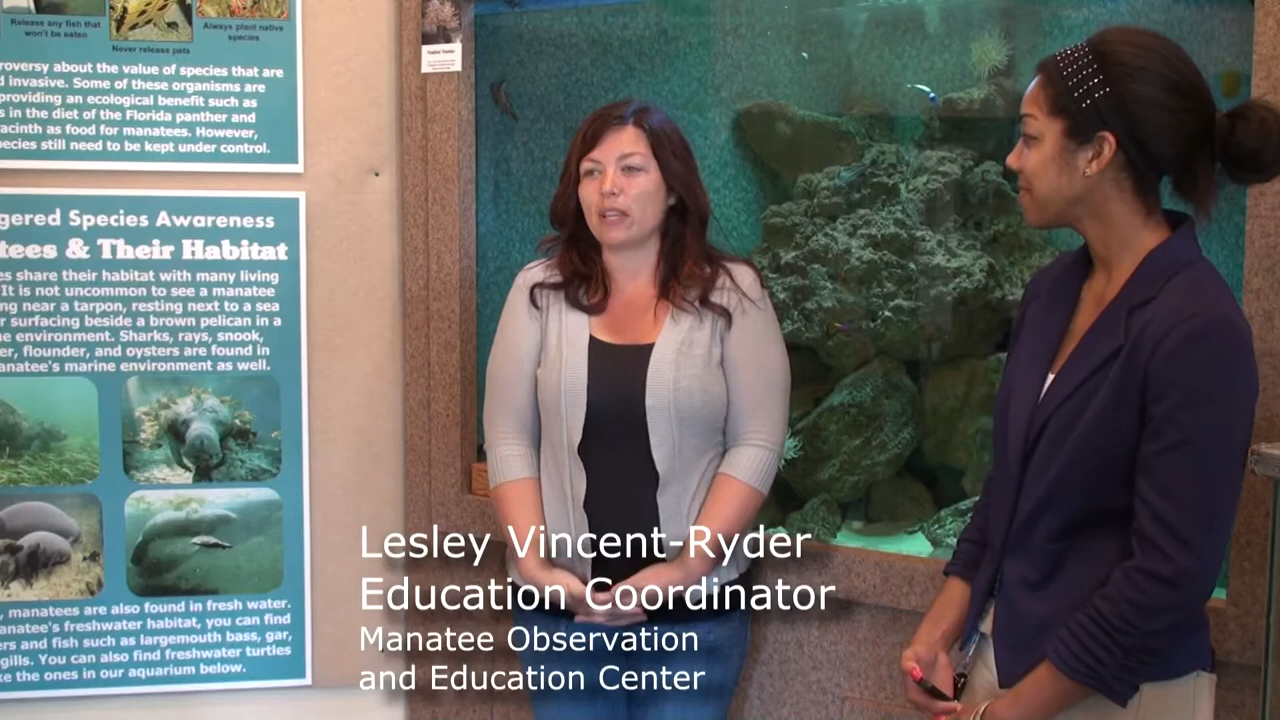 Release any fish that
won't be eaten
Never release pets
Always plant native
species
roversy about the value of species that are
d invasive. Some of these organisms are
providing an ecological benefit such as
s in the diet of the Florida panther and
acinth as food for manatees. However,
pecies still need to be kept under control.
gered Species Awareness
tees & Their Habitat
es share their habitat with many living
It is not uncommon to see a manatee
ng near a tarpon, resting next to a sea
r surfacing beside a brown pelican in a
ne environment. Sharks, rays, snook,
er, flounder, and oysters are found in
anatee's marine environment as well.
, manatees are also found in fresh water.
anatee's freshwater habitat, you can find
ers and fish such as largemouth bass, gar,
gills. You can also find freshwater turtles
ke the ones in our aquarium below.
Lesley Vincent-Ryder
Education Coordinator
Manatee Observation
and Education Center